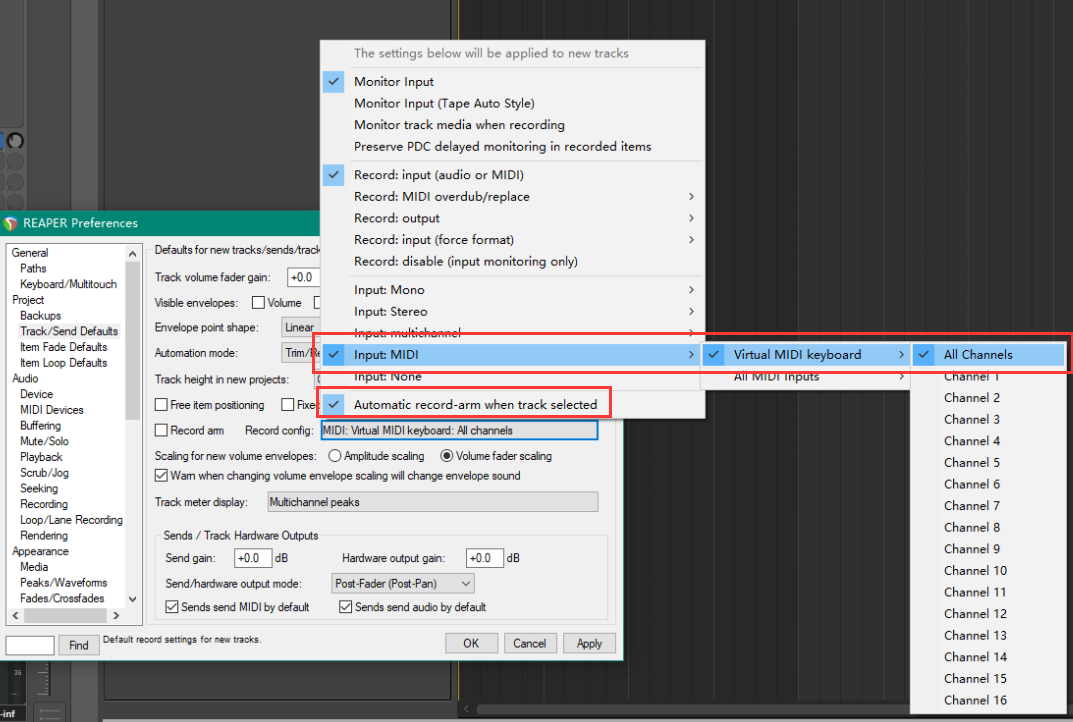 The settings below will be applied to new tracks
Monitor Input
Monitor Input (Tape Auto Style)
Monitor track media when recording
Preserve PDC delayed monitoring in recorded items
Record: input (audio or MIDI)
Record: MIDI overdub/replace
Record: output
Record: input (force format)
Record: disable (input monitoring only)
Input: Mono
Input: Stereo
Input: multichannel
Input: MIDI
Input: None
Automatic record-arm when track selected
Virtual MIDI keyboard
All MIDI Inputs
All Channels
Channel 1
Channel 2
Channel 3
Channel 4
Channel 5
Channel 6
Channel 7
Channel 8
Channel 9
Channel 10
Channel 11
Channel 12
Channel 13
Channel 14
Channel 15
Channel 16
REAPER Preferences
General
Paths
Keyboard/Multitouch
Project
Backups
Track/Send Defaults
Item Fade Defaults
Item Loop Defaults
Audio
Device
MIDI Devices
Buffering
Mute/Solo
Playback
Scrub/Jog
Seeking
Recording
Loop/Lane Recording
Rendering
Appearance
Media
Peaks/Waveforms
Fades/Crossfades
Defaults for new tracks/sends/track
Track volume fader gain: +0.0
Visible envelopes: Volume
Envelope point shape: Linear
Automation mode: Trim/Re
Track height in new projects:
Free item positioning Fixe
Record arm Record config: MIDI: Virtual MIDI keyboard: All channels
Scaling for new volume envelopes: Amplitude scaling Volume fader scaling
Warn when changing volume envelope scaling will change envelope sound
Track meter display: Multichannel peaks
Sends / Track Hardware Outputs
Send gain: +0.0 dB Hardware output gain: +0.0 dB
Send/hardware output mode: Post-Fader (Post-Pan)
Sends send MIDI by default Sends send audio by default
Find Default record settings for new tracks.
OK Cancel Apply
35
-inf